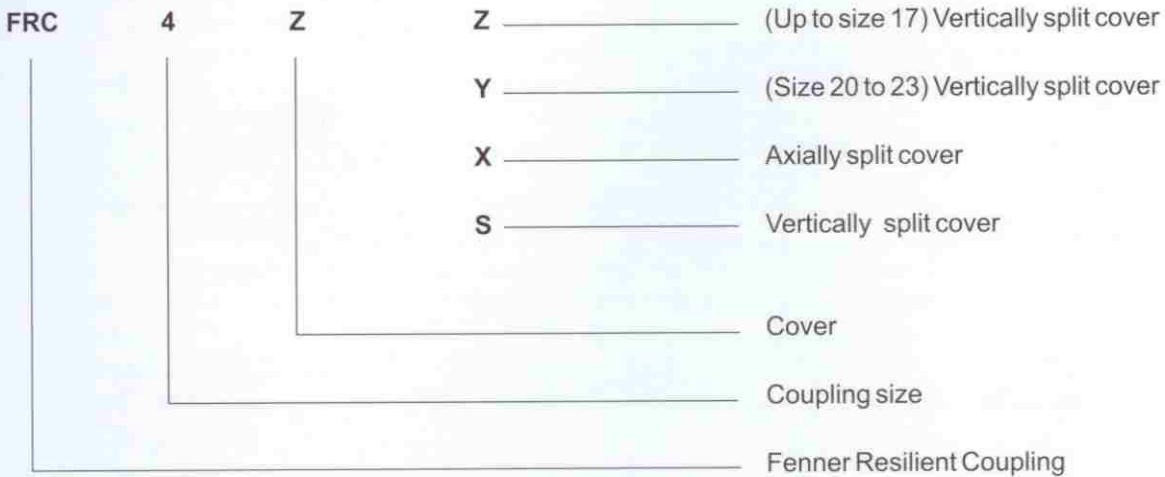 FRC 4 Z Z (Up to size 17) Vertically split cover
Y (Size 20 to 23) Vertically split cover
X Axially split cover
S Vertically split cover
Cover
Coupling size
Fenner Resilient Coupling